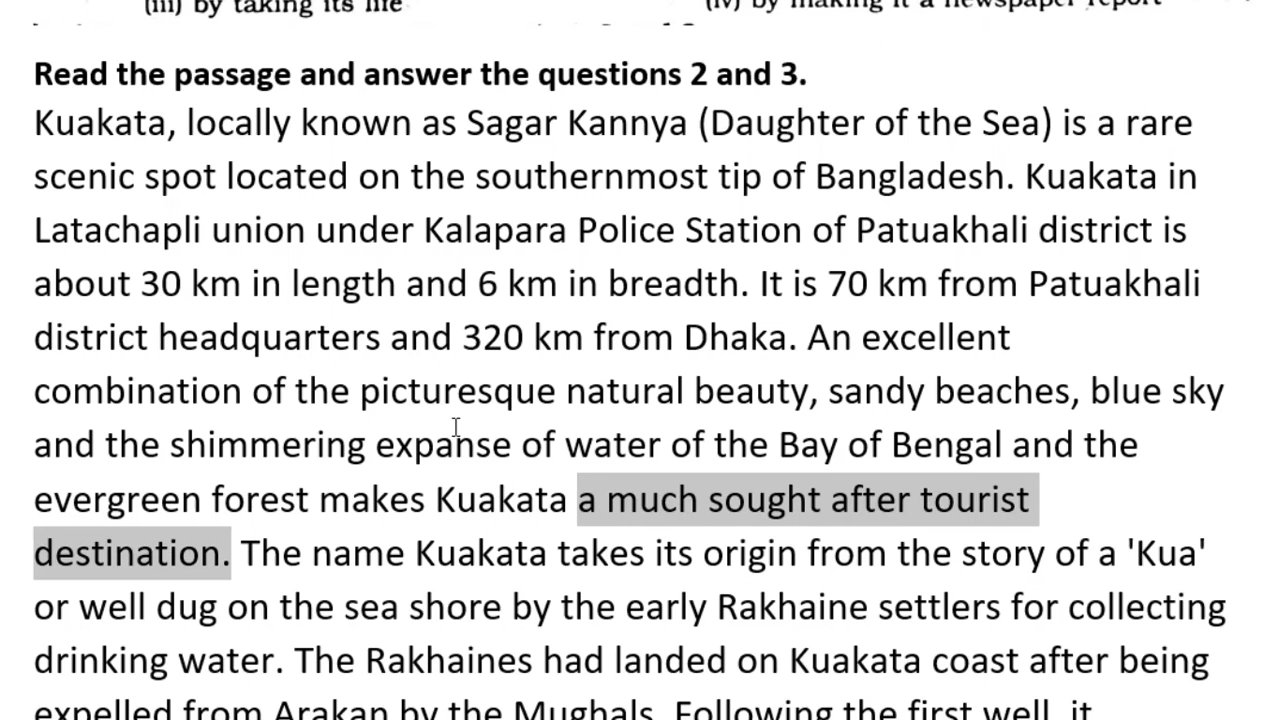 (iii) by taking its life (iv) by making it a newspaper report
Read the passage and answer the questions 2 and 3.
Kuakata, locally known as Sagar Kannya (Daughter of the Sea) is a rare
scenic spot located on the southernmost tip of Bangladesh. Kuakata in
Latachapli union under Kalapara Police Station of Patuakhali district is
about 30 km in length and 6 km in breadth. It is 70 km from Patuakhali
district headquarters and 320 km from Dhaka. An excellent
combination of the picturesque natural beauty, sandy beaches, blue sky
and the shimmering expanse of water of the Bay of Bengal and the
evergreen forest makes Kuakata a much sought after tourist
destination. The name Kuakata takes its origin from the story of a 'Kua'
or well dug on the sea shore by the early Rakhaine settlers for collecting
drinking water. The Rakhaines had landed on Kuakata coast after being
expelled from Arakan by the Mughals. Following the first well, it